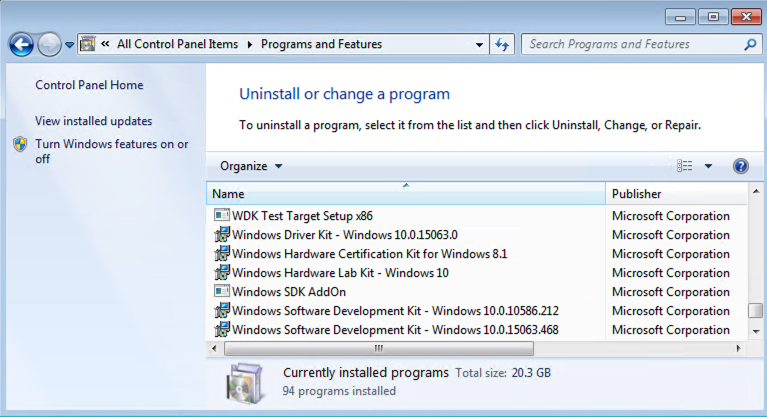 « All Control Panel Items ▸ Programs and Features
Search Programs and Features
Control Panel Home
View installed updates
Turn Windows features on or
off
Uninstall or change a program
To uninstall a program, select it from the list and then click Uninstall, Change, or Repair.
Organize
Name Publisher
WDK Test Target Setup x86 Microsoft Corporation
Windows Driver Kit - Windows 10.0.15063.0 Microsoft Corporation
Windows Hardware Certification Kit for Windows 8.1 Microsoft Corporation
Windows Hardware Lab Kit - Windows 10 Microsoft Corporation
Windows SDK AddOn Microsoft Corporation
Windows Software Development Kit - Windows 10.0.10586.212 Microsoft Corporation
Windows Software Development Kit - Windows 10.0.15063.468 Microsoft Corporation
Currently installed programs Total size: 20.3 GB
94 programs installed